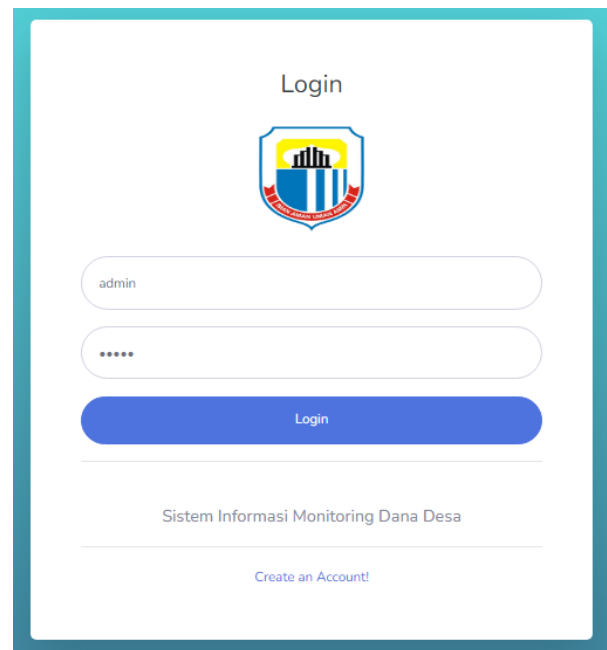 Login
admin
•••••
Login
Sistem Informasi Monitoring Dana Desa
Create an Account!